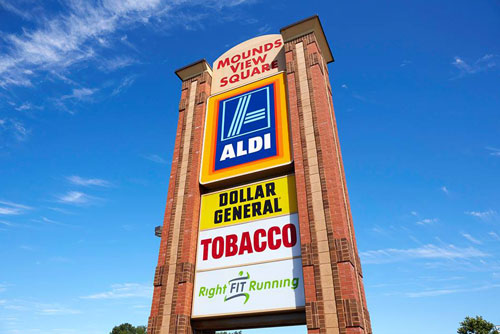 MOUNDS
VIEW
SQUARE
ALDI
DOLLAR
GENERAL
TOBACCO
Right FIT Running